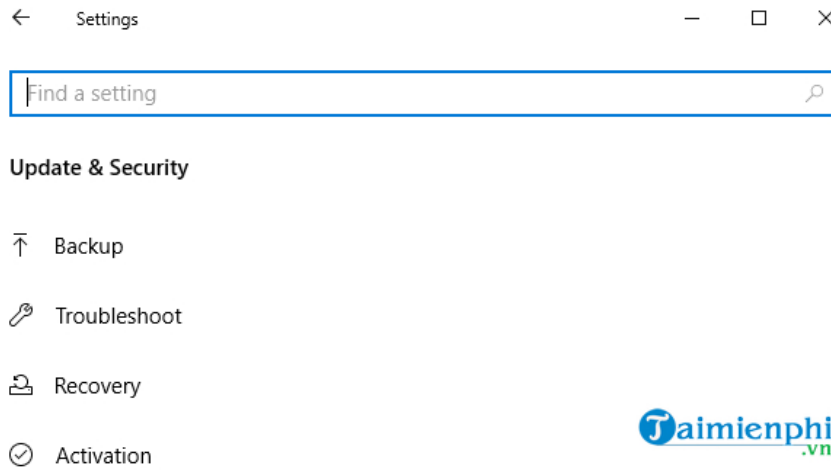 Settings
Find a setting
Update & Security
Backup
Troubleshoot
Recovery
Activation
Taimienphi
.vn